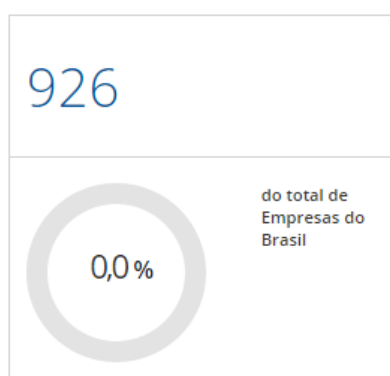 926
0,0 %
do total de
Empresas do
Brasil